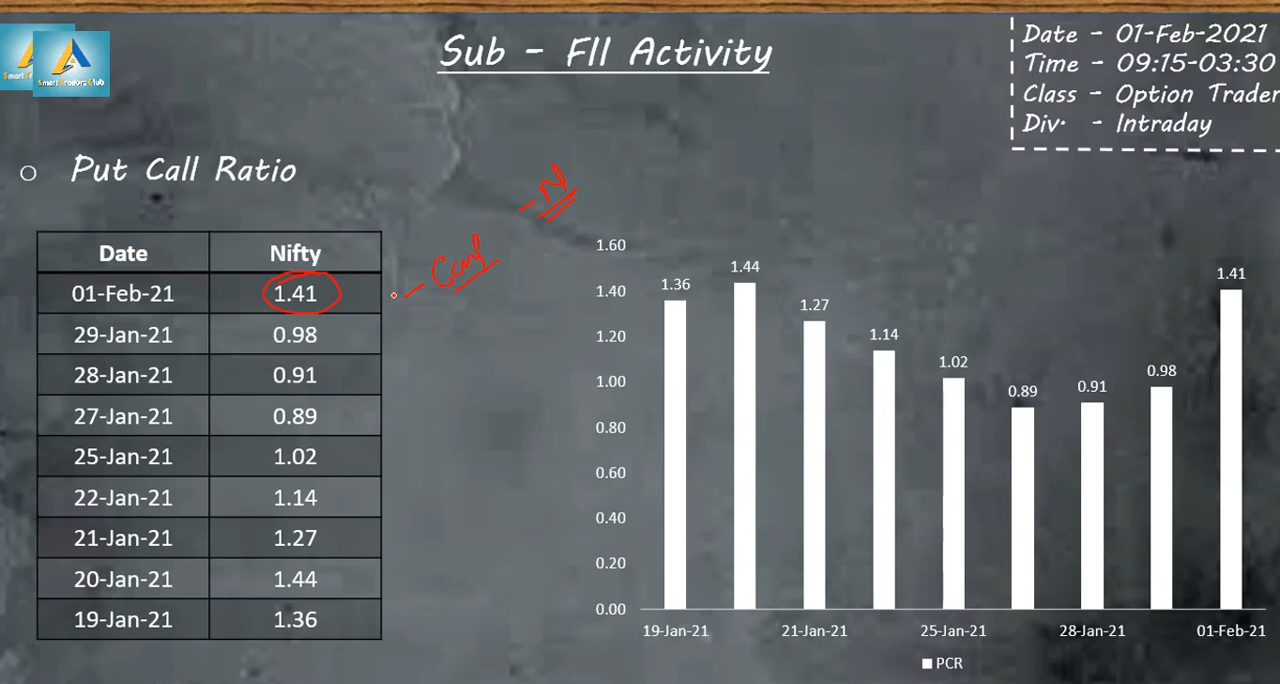 Smart Traders Club
Sub - FII Activity
Date - 01-Feb-2021
Time - 09:15-03:30
Class - Option Trader
Div. - Intraday
Put Call Ratio
Date Nifty
01-Feb-21 1.41
29-Jan-21 0.98
28-Jan-21 0.91
27-Jan-21 0.89
25-Jan-21 1.02
22-Jan-21 1.14
21-Jan-21 1.27
20-Jan-21 1.44
19-Jan-21 1.36
1.60
1.40
1.20
1.00
0.80
0.60
0.40
0.20
0.00
1.36
1.44
1.27
1.14
1.02
0.89
0.91
0.98
1.41
19-Jan-21 21-Jan-21 25-Jan-21 28-Jan-21 01-Feb-21
PCR